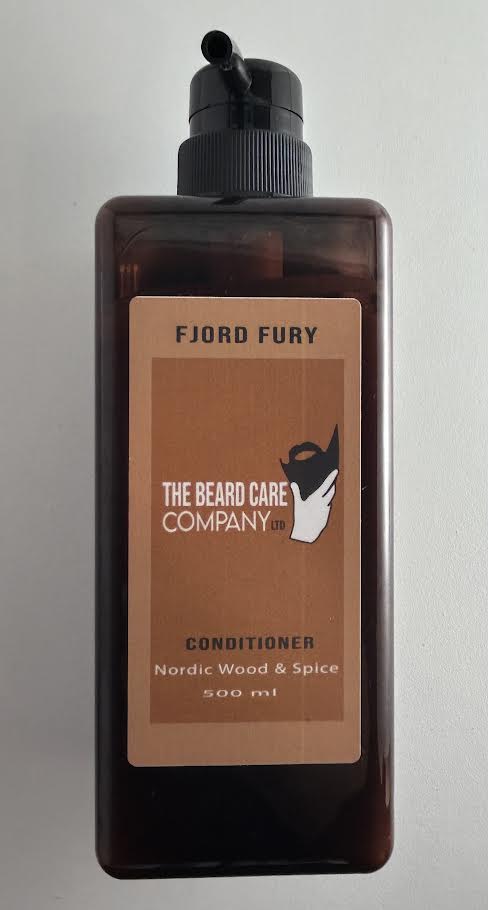 FJORD FURY
THE BEARD CARE
COMPANY LTD
CONDITIONER
Nordic Wood & Spice
500 ml